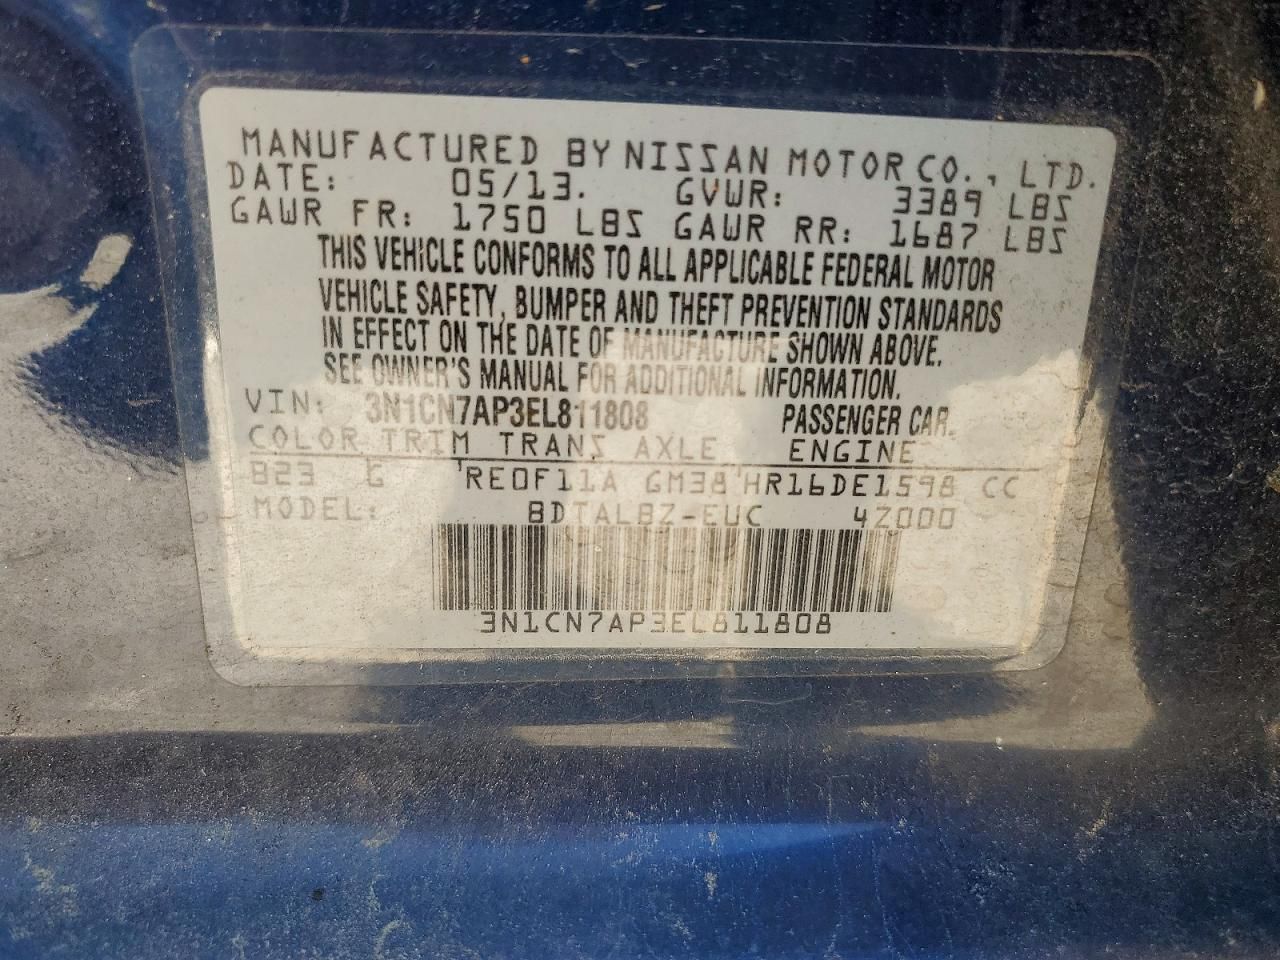 MANUFACTURED BY NISSAN MOTOR CO., LTD.
DATE: 05/13. GVWR: 3389 LBS
GAWR FR: 1750 LBS GAWR RR: 1687 LBS
THIS VEHICLE CONFORMS TO ALL APPLICABLE FEDERAL MOTOR
VEHICLE SAFETY, BUMPER AND THEFT PREVENTION STANDARDS
IN EFFECT ON THE DATE OF MANUFACTURE SHOWN ABOVE.
SEE OWNER'S MANUAL FOR ADDITIONAL INFORMATION.
VIN: 3N1CN7AP3EL811808 PASSENGER CAR.
COLOR TRIM TRANS AXLE ENGINE
B23 G RE0F11A GM38 HR16DE1598 CC
MODEL: BDTALBZ-EUC 4Z000
3N1CN7AP3EL811808